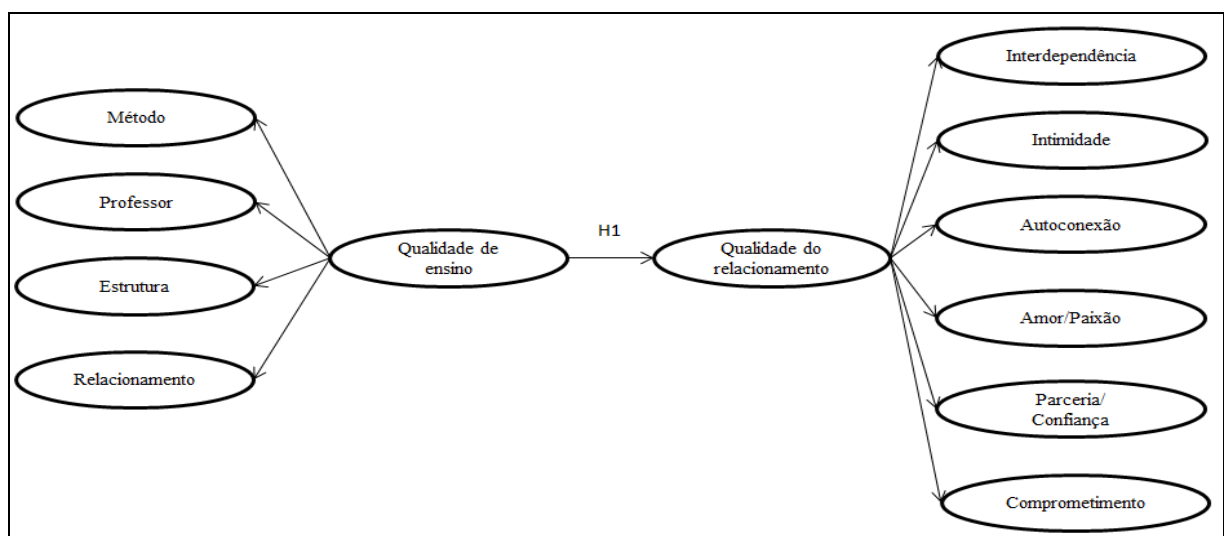 Método
Professor
Estrutura
Relacionamento
Qualidade de
ensino
H1
Qualidade do
relacionamento
Interdependência
Intimidade
Autoconexão
Amor/Paixão
Parceria/
Confiança
Comprometimento